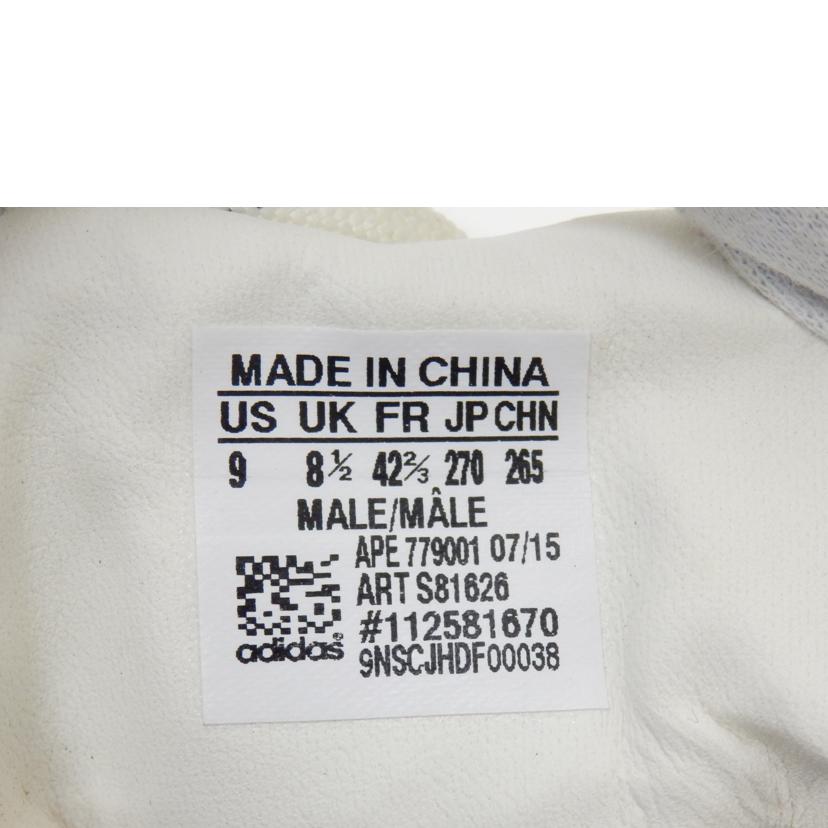 MADE IN CHINA
US UK FR JP CHN
9 8½ 42⅔ 270 265
MALE/MÂLE
APE 779001 07/15
ART S81626
#112581670
9NSCJHDF00038
adidas®